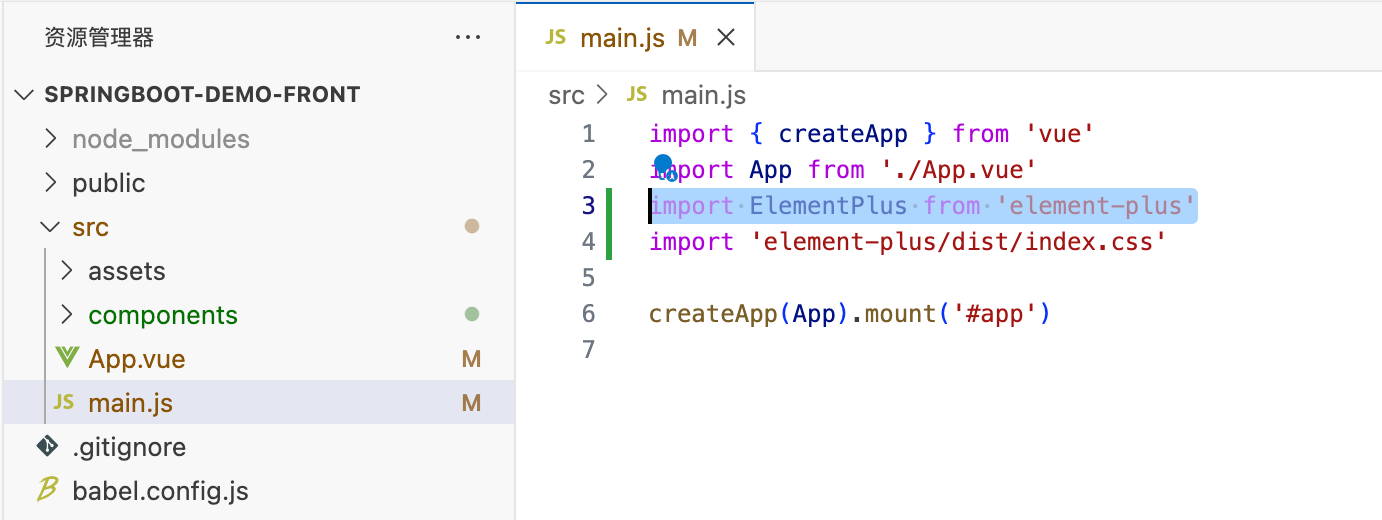 资源管理器 ...
SPRINGBOOT-DEMO-FRONT
node_modules
public
src
assets
components
App.vue M
JS main.js M
.gitignore
babel.config.js
JS main.js M
src > JS main.js
1 import { createApp } from 'vue'
2 import App from './App.vue'
3 import ElementPlus from 'element-plus'
4 import 'element-plus/dist/index.css'
5
6 createApp(App).mount('#app')
7